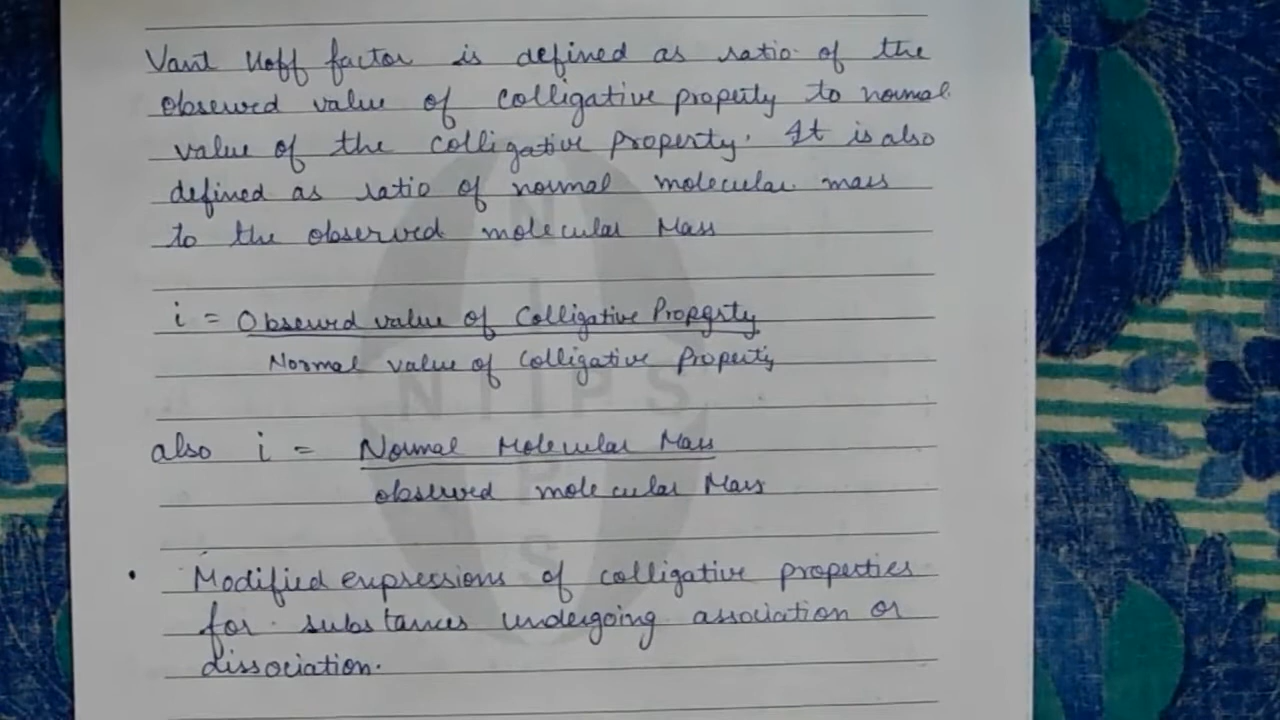 Vant Hoff factor is defined as ratio of the
observed value of colligative property to normal
value of the colligative property. It is also
defined as ratio of normal molecular mass
to the observed molecular Mass
i = Observed value of Colligative Property
Normal value of Colligative Property
N I I P S
also i = Normal Molecular Mass
observed molecular Mass
• Modified expressions of colligative properties
for substances undergoing association or
dissociation.